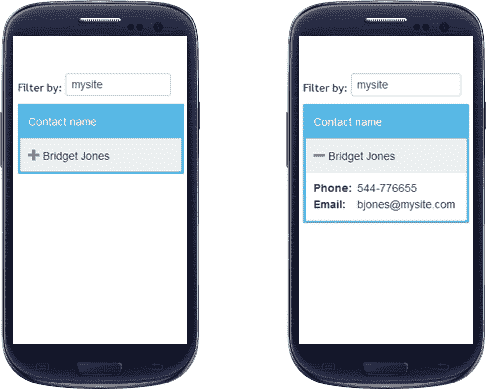 Filter by: mysite
Contact name
Bridget Jones
Filter by: mysite
Contact name
Bridget Jones
Phone: 544-776655
Email: bjones@mysite.com